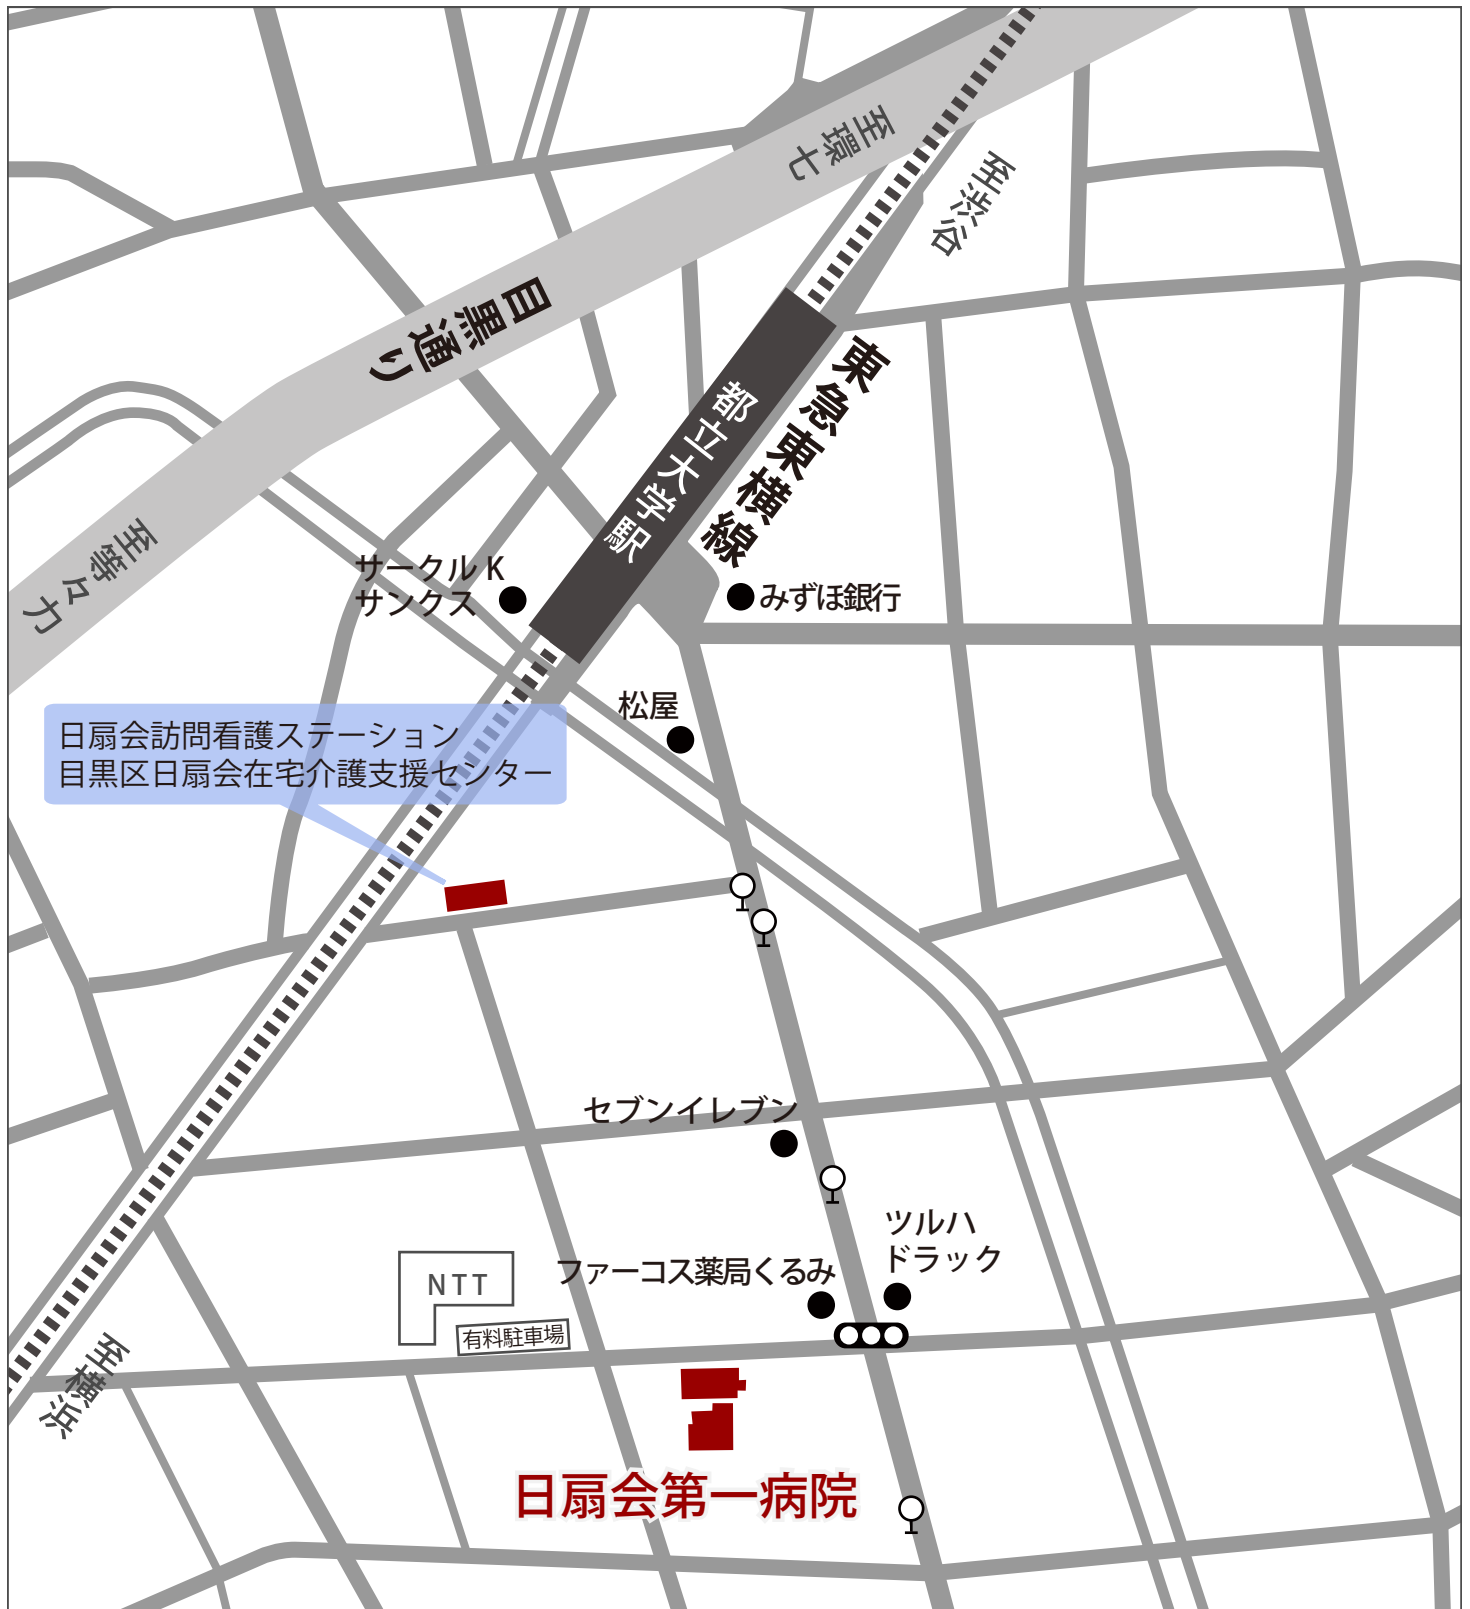 至環七
至渋谷
目黒通り
東急東横線
都立大学駅
至等々力
サークルK
サンクス
みずほ銀行
松屋
日扇会訪問看護ステーション
目黒区日扇会在宅介護支援センター
セブンイレブン
ツルハ
ドラック
ファーコス薬局くるみ
NTT
有料駐車場
至横浜
日扇会第一病院